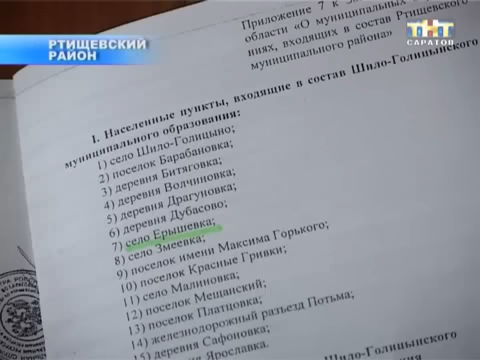 РТИЩЕВСКИЙ
РАЙОН
ТНТ
САРАТОВ
Приложение 7 к
области «О муниципальных
ниях, входящих в состав Ртищевского
муниципального района»
I. Населенные пункты, входящие в состав Шило-Голицынского
муниципального образования:
1) село Шило-Голицыно;
2) поселок Барабановка;
3) деревня Битяговка;
4) деревня Волчиновка;
5) деревня Драгуновка;
6) деревня Дубасово;
7) село Ерышевка;
8) село Змеевка;
9) поселок имени Максима Горького;
10) поселок Красные Гривки;
11) село Малиновка;
12) поселок Мещанский;
13) поселок Платцовка;
14) железнодорожный разъезд Потьма;
15) деревня Сафоновка;
Ярославка.
Шило-Голицынского